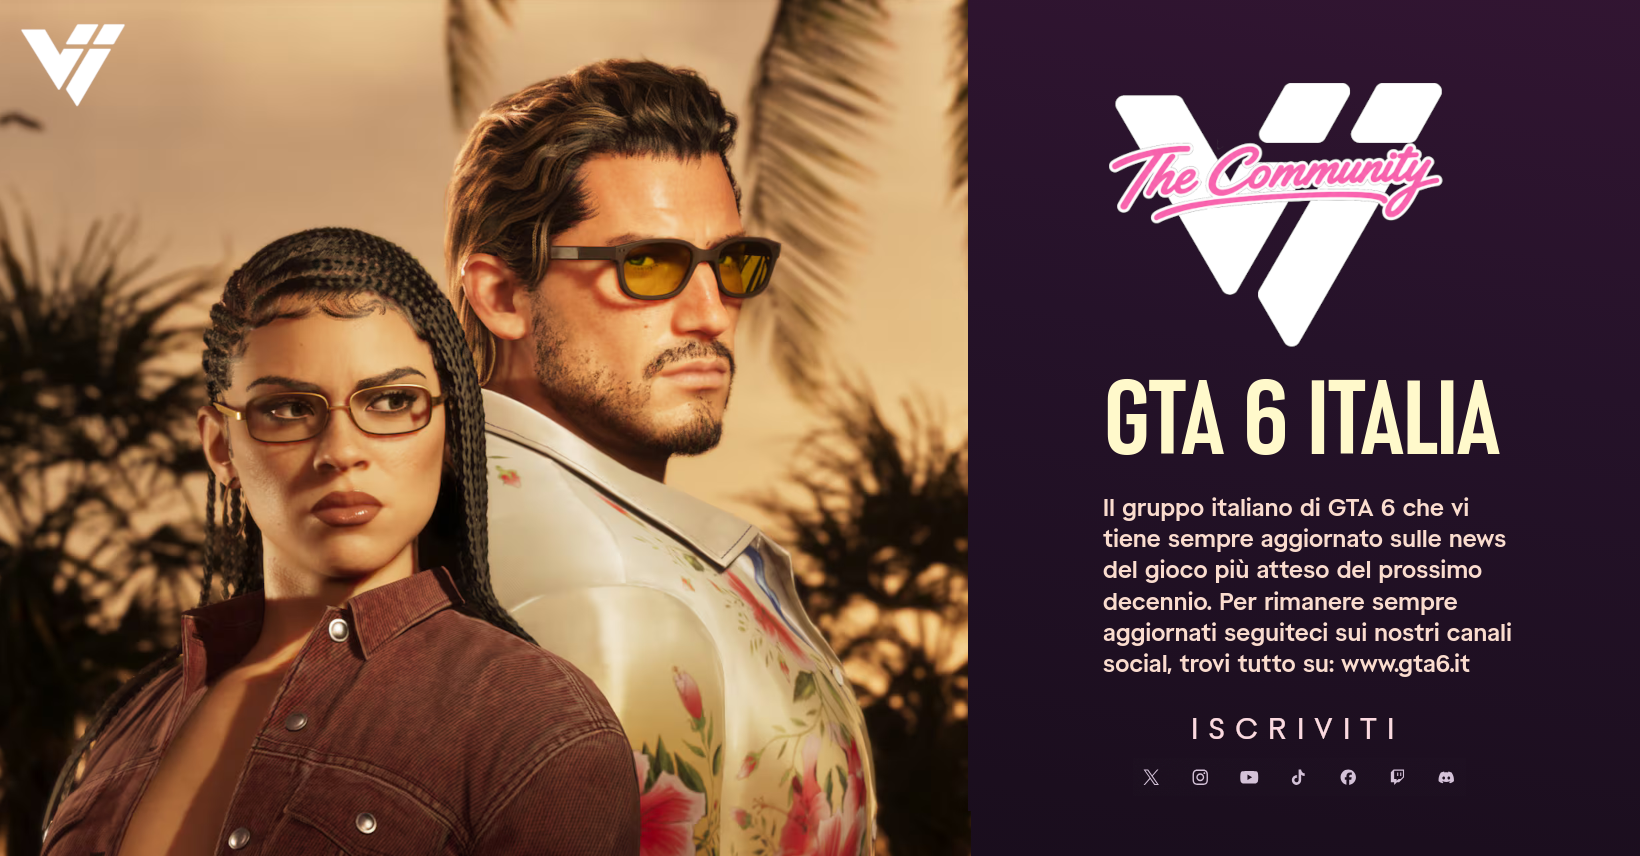 The Community
GTA 6 ITALIA
Il gruppo italiano di GTA 6 che vi
tiene sempre aggiornato sulle news
del gioco più atteso del prossimo
decennio. Per rimanere sempre
aggiornati seguiteci sui nostri canali
social, trovi tutto su: www.gta6.it
ISCRIVITI